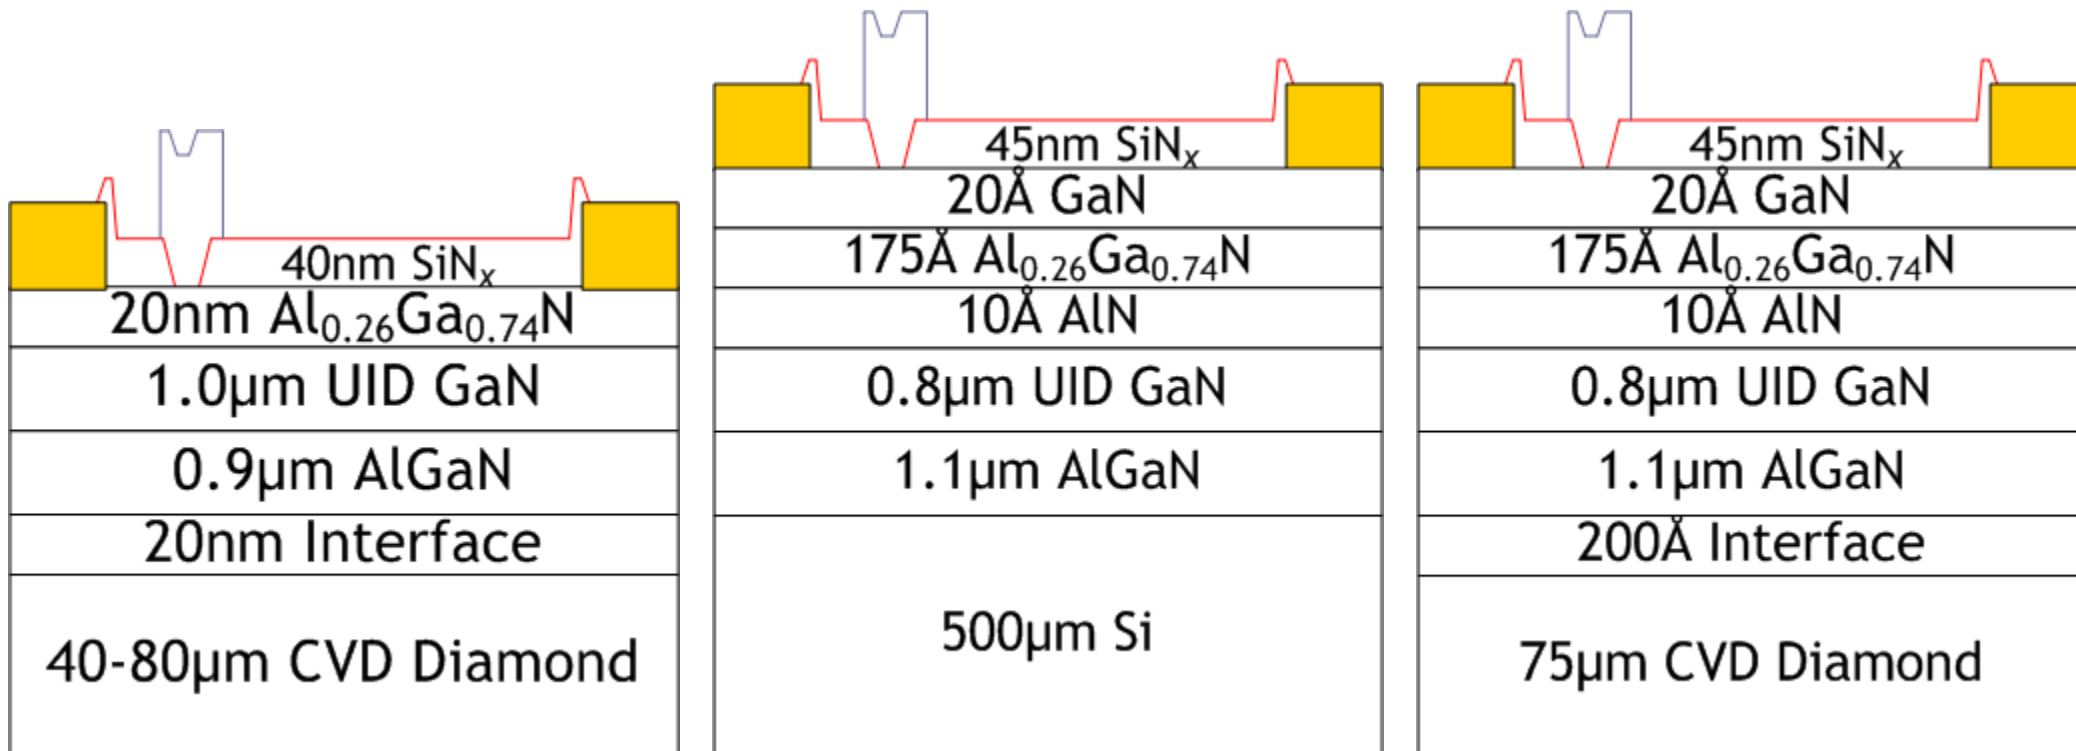 40nm SiNₓ
20nm Al₀.₂₆Ga₀.₇₄N
1.0µm UID GaN
0.9µm AlGaN
20nm Interface
40-80µm CVD Diamond
45nm SiNₓ
20Å GaN
175Å Al₀.₂₆Ga₀.₇₄N
10Å AlN
0.8µm UID GaN
1.1µm AlGaN
500µm Si
45nm SiNₓ
20Å GaN
175Å Al₀.₂₆Ga₀.₇₄N
10Å AlN
0.8µm UID GaN
1.1µm AlGaN
200Å Interface
75µm CVD Diamond